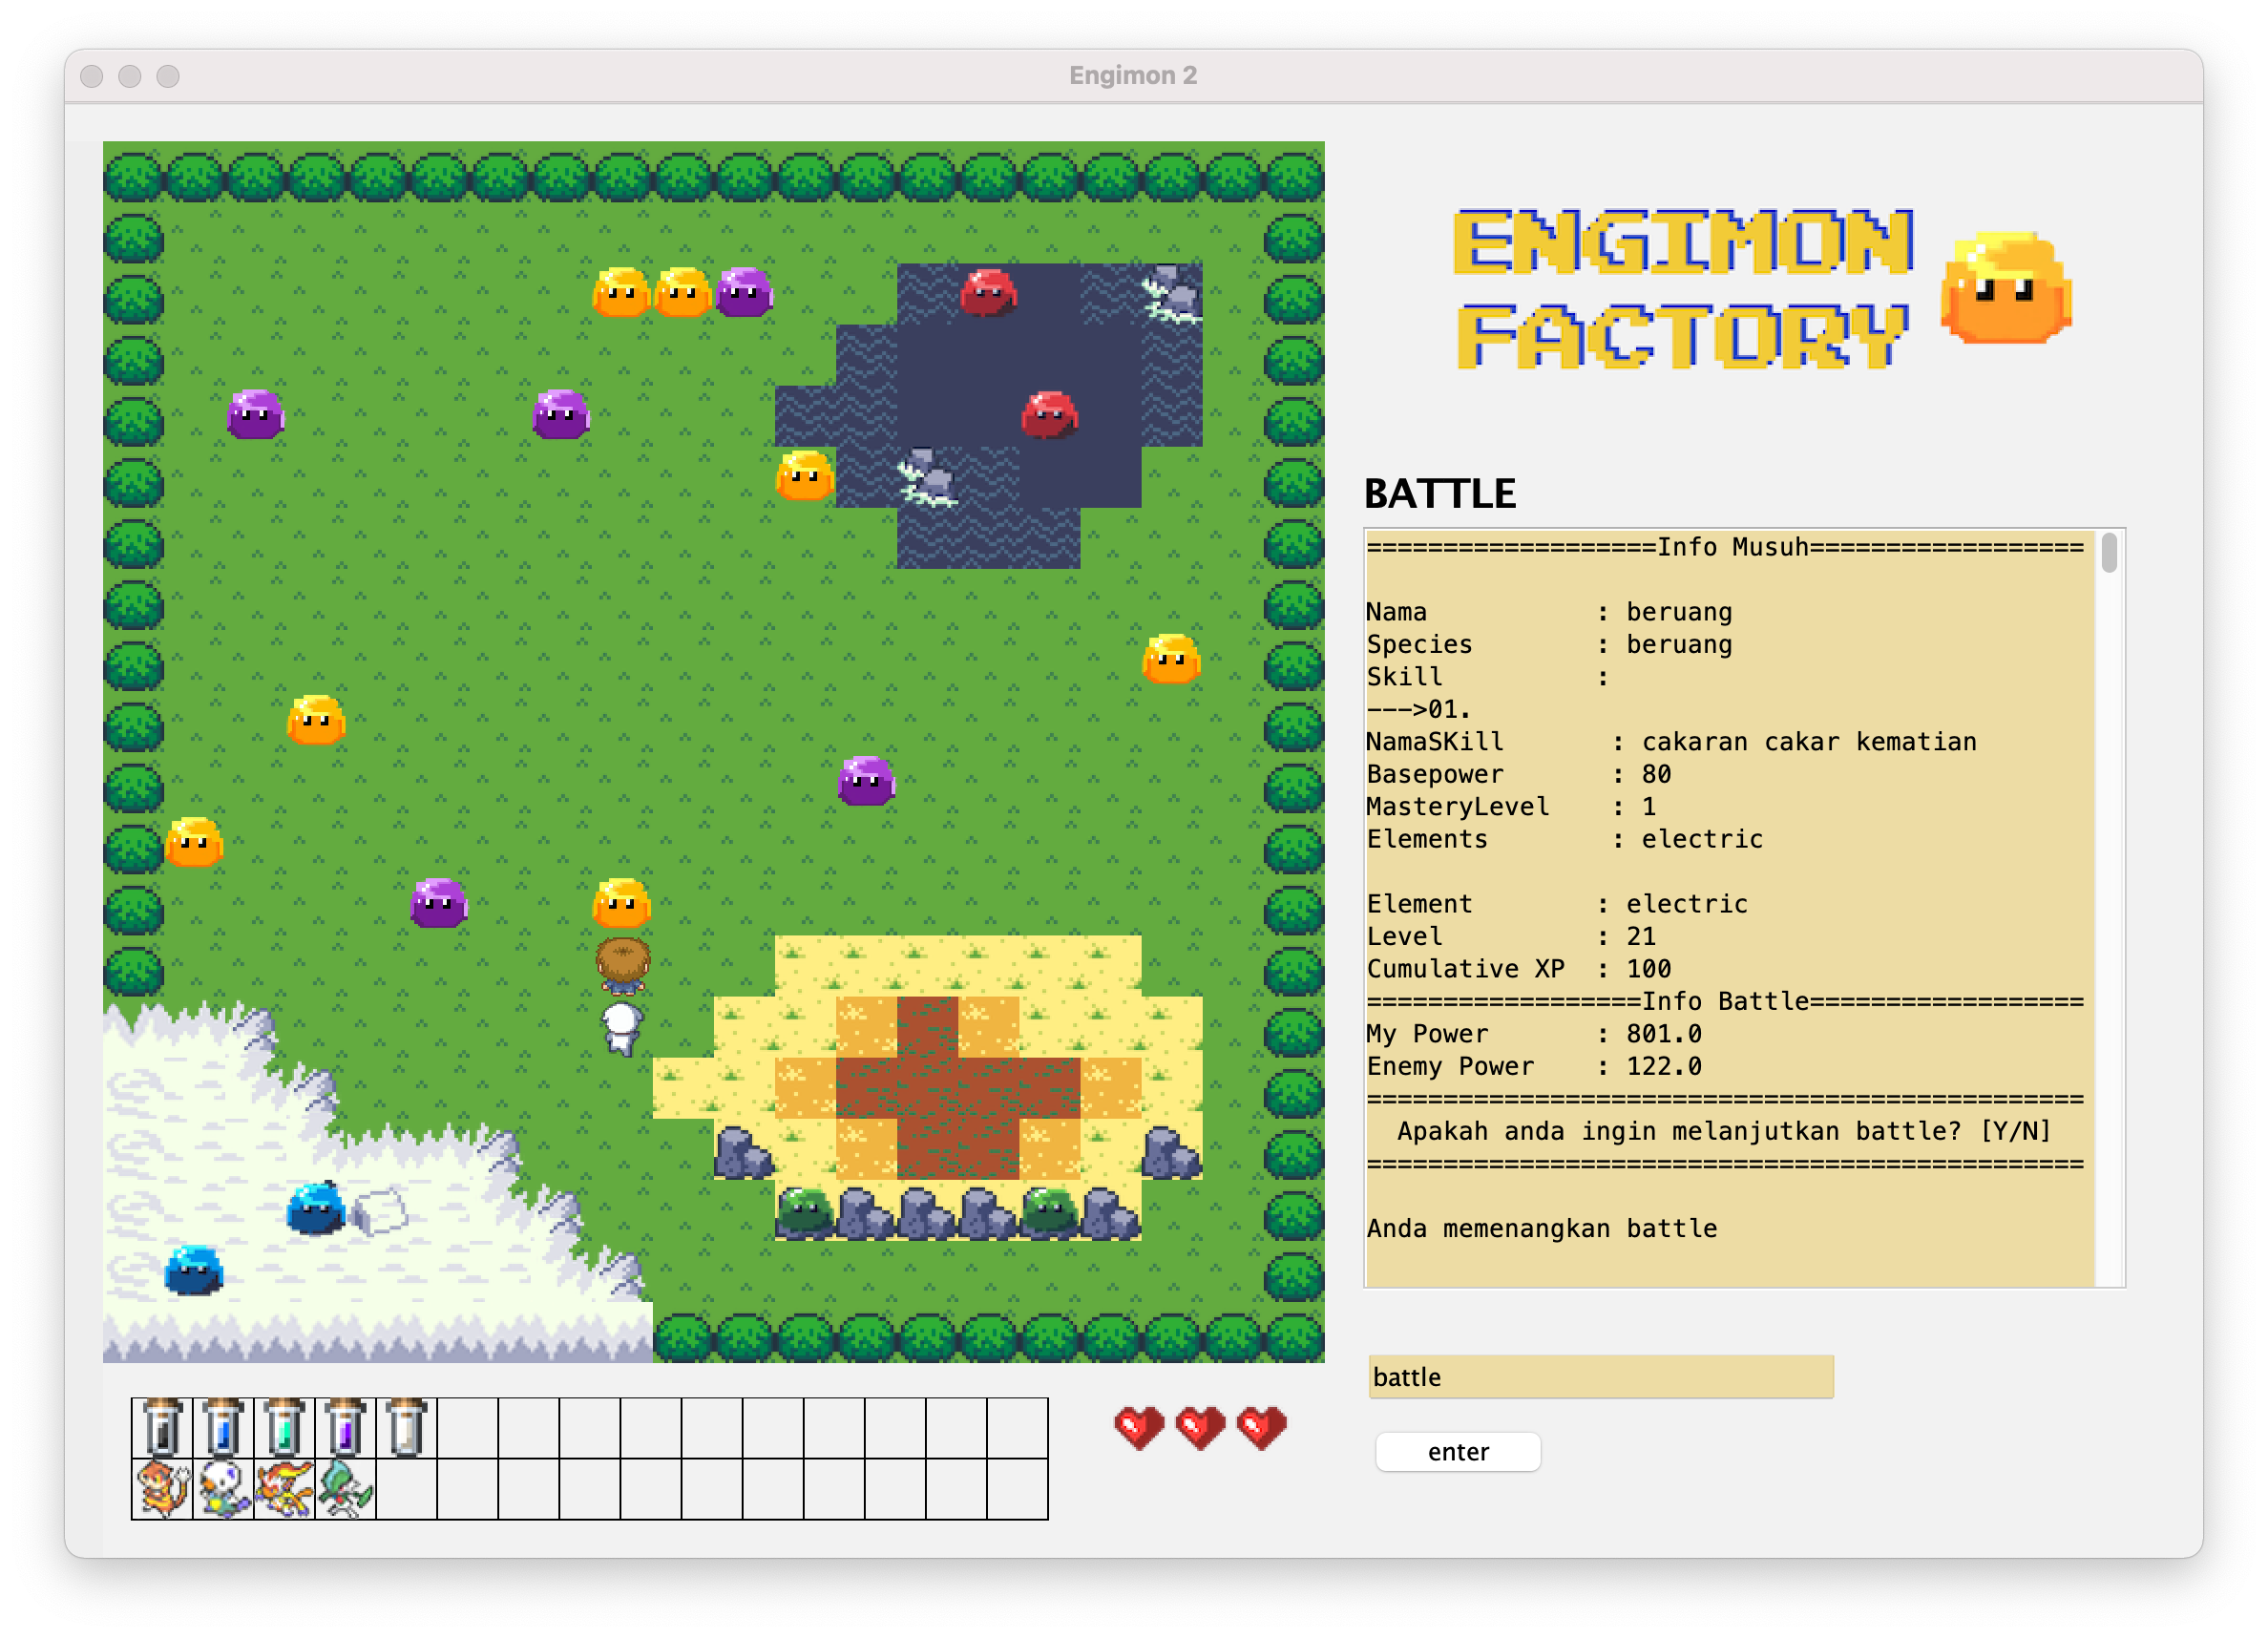 Engimon 2
ENGIMON
FACTORY
BATTLE
===================Info Musuh==================
Nama           : beruang
Species        : beruang
Skill          :
--->01.
NamaSKill       : cakaran cakar kematian
Basepower       : 80
MasteryLevel    : 1
Elements        : electric
Element        : electric
Level          : 21
Cumulative XP  : 100
==================Info Battle==================
My Power       : 801.0
Enemy Power    : 122.0
===============================================
  Apakah anda ingin melanjutkan battle? [Y/N]
===============================================
Anda memenangkan battle
battle
enter